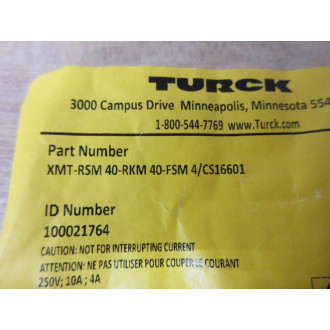 TURCK
3000 Campus Drive Minneapolis, Minnesota 554
1-800-544-7769 www.Turck.com
Part Number
XMT-RSM 40-RKM 40-FSM 4/CS16601
ID Number
100021764
CAUTION: NOT FOR INTERRUPTING CURRENT
ATTENTION: NE PAS UTILISER POUR COUPER LE COURANT
250V; 10A ; 4A